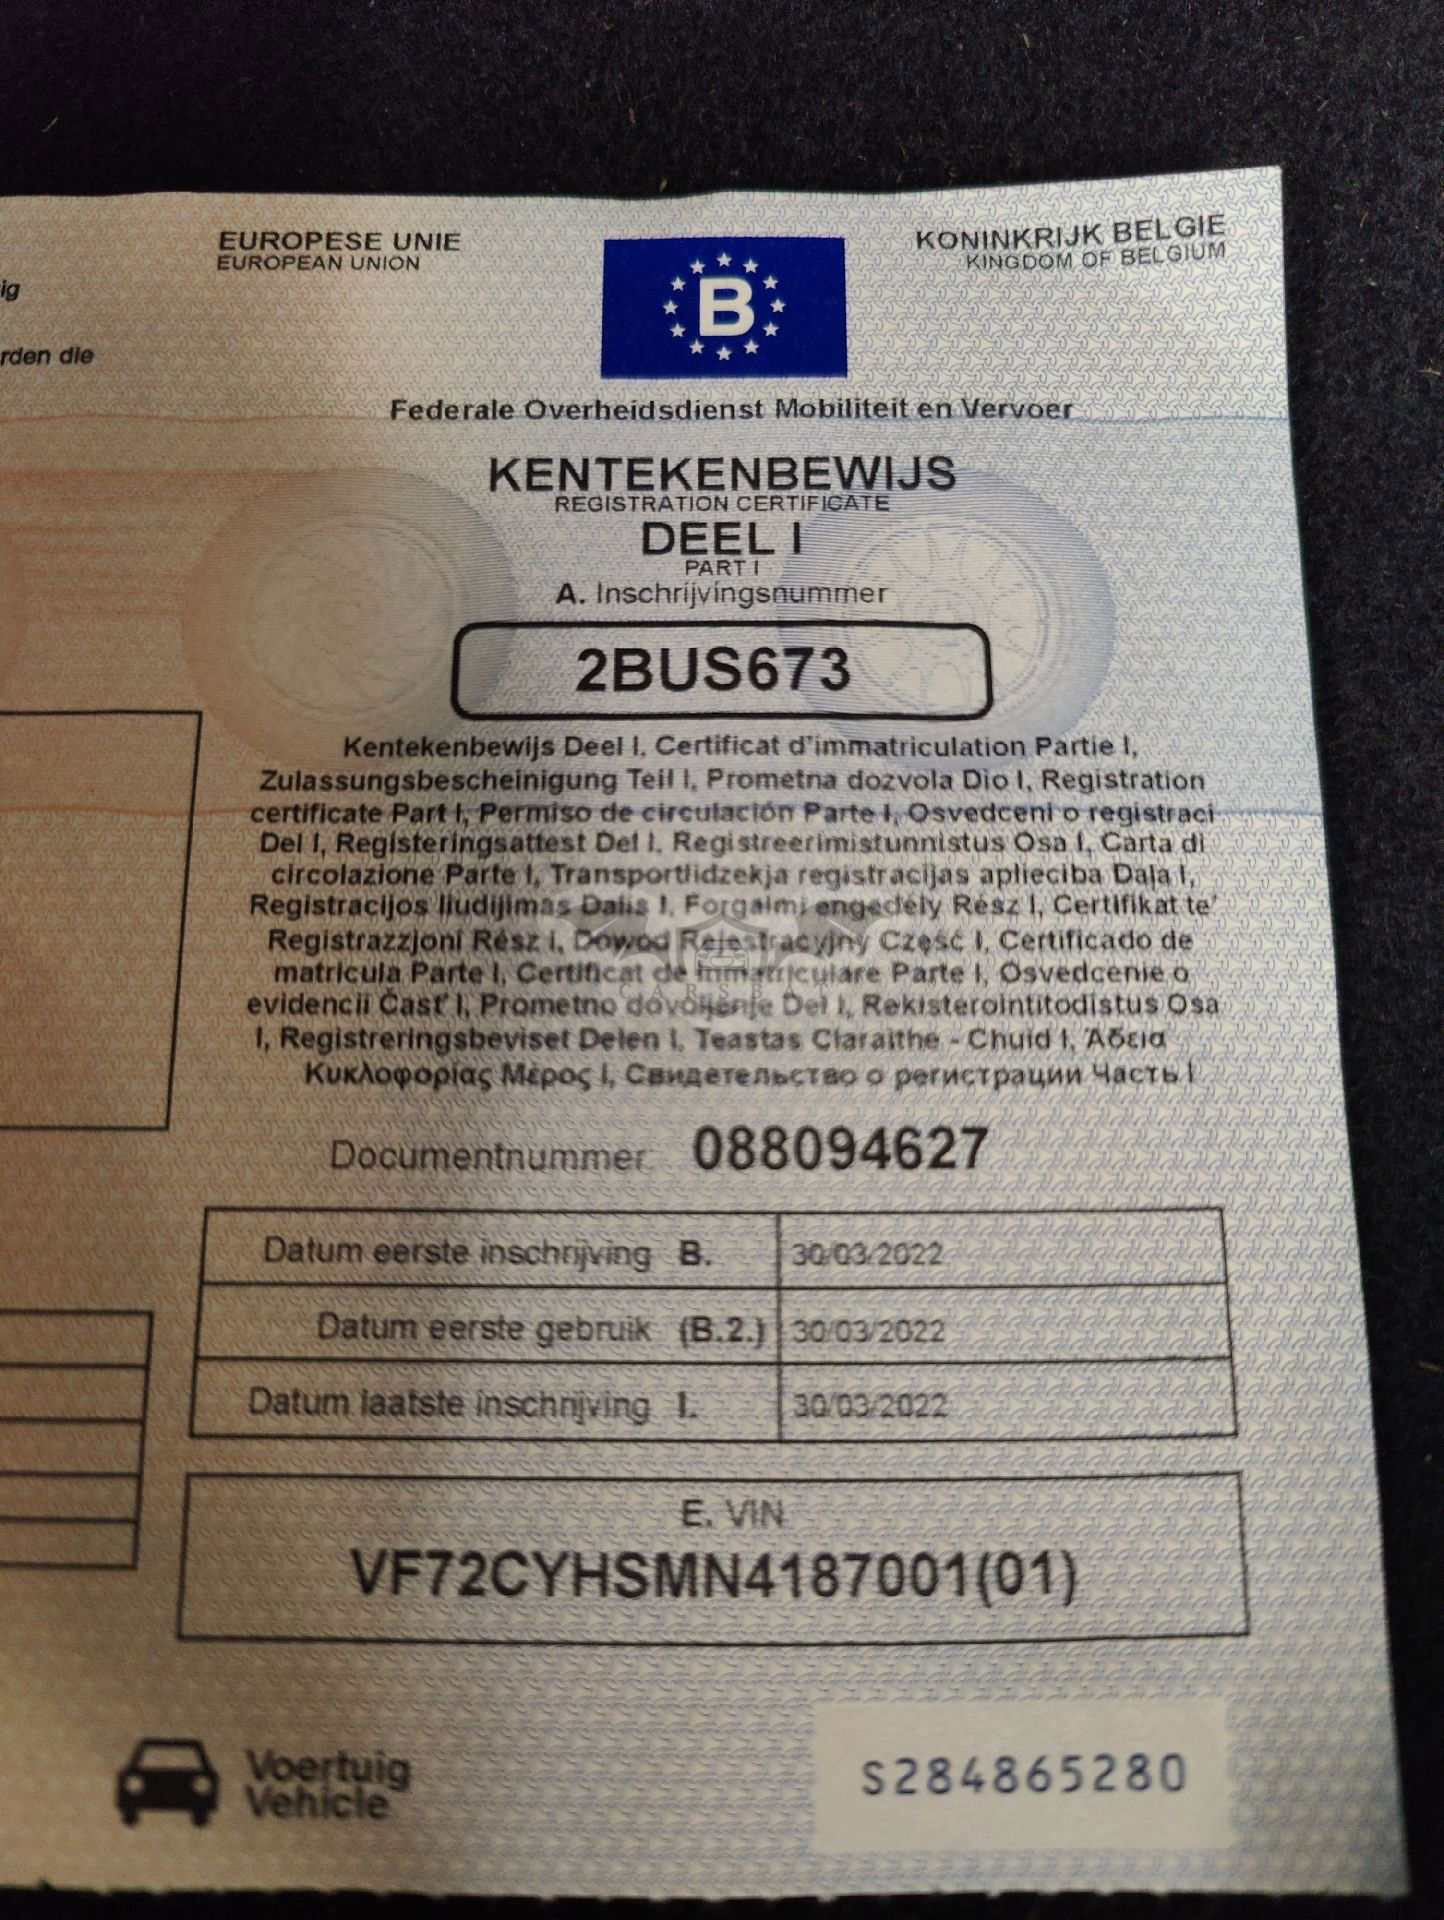 EUROPESE UNIE
EUROPEAN UNION
KONINKRIJK BELGIE
KINGDOM OF BELGIUM
B
ig
rden die
Federale Overheidsdienst Mobiliteit en Vervoer
KENTEKENBEWIJS
REGISTRATION CERTIFICATE
DEEL I
PART I
A. Inschrijvingsnummer
2BUS673
Kentekenbewijs Deel I, Certificat d'immatriculation Partie I,
Zulassungsbescheinigung Teil I, Prometna dozvola Dio I, Registration
certificate Part I, Permiso de circulación Parte I, Osvedceni o registraci
Del I, Registeringsattest Del I, Registreerimistunnistus Osa I, Carta di
circolazione Parte I, Transportlidzekja registracijas aplieciba Daļa I,
Registracijos liudijimas Dalis I, Forgalmi engedély Rész I, Certifikat te'
Registrazzjoni Rész I, Dowod Rejestracyjny Część I, Certificado de
matricula Parte I, Certificat de inmatriculare Parte I, Osvedcenie o
evidencii Časť I, Prometno dovoljenje Del I, Rekisterointitodistus Osa
I, Registreringsbeviset Delen I, Teastas Claraithe - Chuid I, Άδεια
Κυκλοφορίας Μέρος I, Свидетельство о регистрации Часть I
Documentnummer 088094627
Datum eerste inschrijving B. 30/03/2022
Datum eerste gebruik (B.2.) 30/03/2022
Datum laatste inschrijving I. 30/03/2022
E. VIN
VF72CYHSMN4187001(01)
Voertuig
Vehicle
S284865280